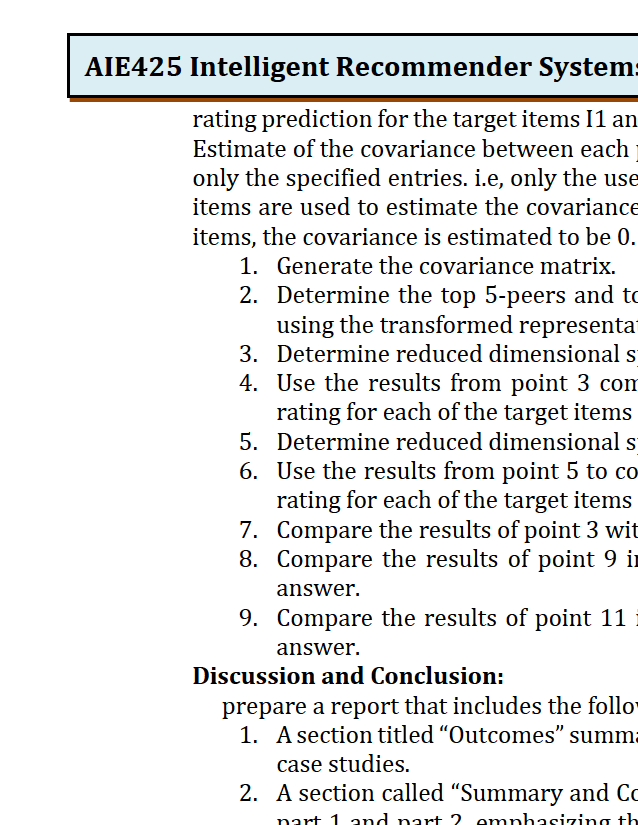 AIE425 Intelligent Recommender Systems
rating prediction for the target items I1 an
Estimate of the covariance between each
only the specified entries. i.e, only the use
items are used to estimate the covariance
items, the covariance is estimated to be 0.
1. Generate the covariance matrix.
2. Determine the top 5-peers and to
using the transformed representat
3. Determine reduced dimensional sp
4. Use the results from point 3 com
rating for each of the target items
5. Determine reduced dimensional sp
6. Use the results from point 5 to co
rating for each of the target items
7. Compare the results of point 3 wit
8. Compare the results of point 9 in
answer.
9. Compare the results of point 11 i
answer.
Discussion and Conclusion:
prepare a report that includes the follow
1. A section titled “Outcomes” summa
case studies.
2. A section called “Summary and Co
part 1 and part 2, emphasizing th